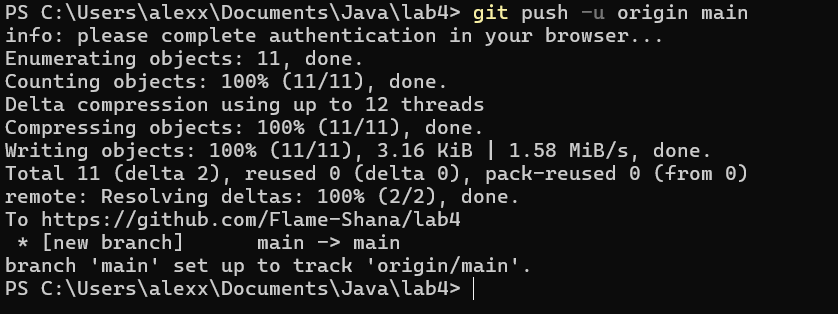 PS C:\Users\alexx\Documents\Java\lab4> git push -u origin main
info: please complete authentication in your browser...
Enumerating objects: 11, done.
Counting objects: 100% (11/11), done.
Delta compression using up to 12 threads
Compressing objects: 100% (11/11), done.
Writing objects: 100% (11/11), 3.16 KiB | 1.58 MiB/s, done.
Total 11 (delta 2), reused 0 (delta 0), pack-reused 0 (from 0)
remote: Resolving deltas: 100% (2/2), done.
To https://github.com/Flame-Shana/lab4
 * [new branch]      main -> main
branch 'main' set up to track 'origin/main'.
PS C:\Users\alexx\Documents\Java\lab4>